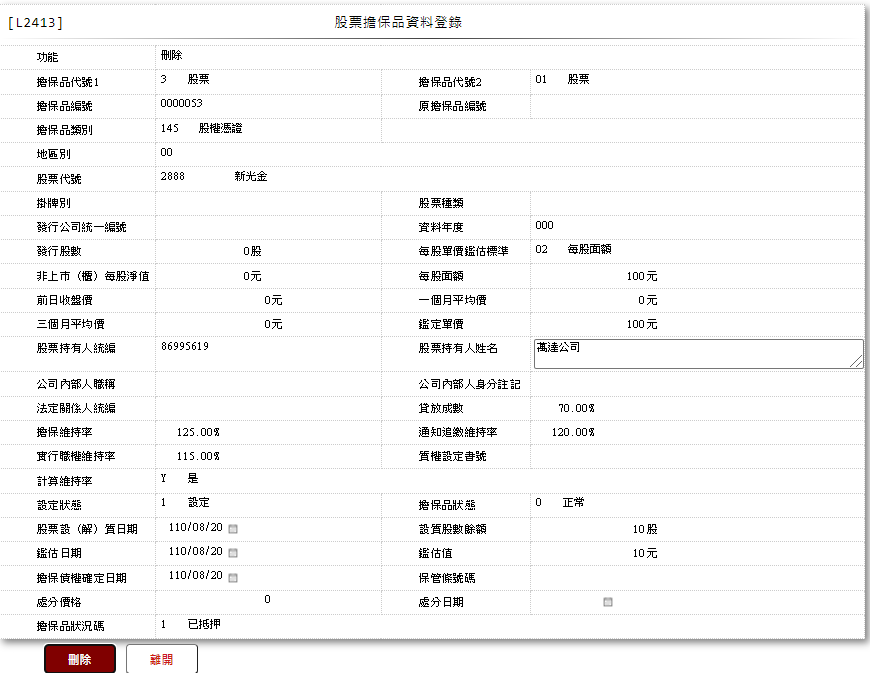 [L2413] 股票擔保品資料登錄
功能 刪除
擔保品代號1 3 股票 擔保品代號2 01 股票
擔保品編號 0000053 原擔保品編號
擔保品類別 145 股權憑證
地區別 00
股票代號 2888 新光金
掛牌別 股票種類
發行公司統一編號 資料年度 000
發行股數 0股 每股單價鑑估標準 02 每股面額
非上市（櫃）每股淨值 0元 每股面額 100元
前日收盤價 0元 一個月平均價 0元
三個月平均價 0元 鑑定單價 100元
股票持有人統編 86995619 股票持有人姓名 萬達公司
公司內部人職稱 公司內部人身分註記
法定關係人統編 貸放成數 70.00%
擔保維持率 125.00% 通知追繳維持率 120.00%
實行職權維持率 115.00% 質權設定書號
計算維持率 Y 是
設定狀態 1 設定 擔保品狀態 0 正常
股票設（解）質日期 110/08/20 設質股數餘額 10股
鑑估日期 110/08/20 鑑估值 10元
擔保債權確定日期 110/08/20 保管條號碼
處分價格 0 處分日期
擔保品狀況碼 1 已抵押
刪除 離開